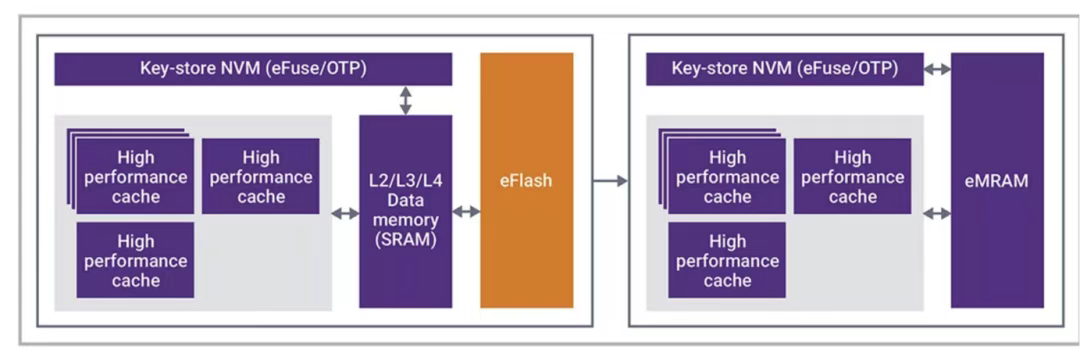 Key-store NVM (eFuse/OTP)
High
performance
cache
High
performance
cache
High
performance
cache
L2/L3/L4
Data
memory
(SRAM)
eFlash
Key-store NVM (eFuse/OTP)
High
performance
cache
High
performance
cache
High
performance
cache
eMRAM